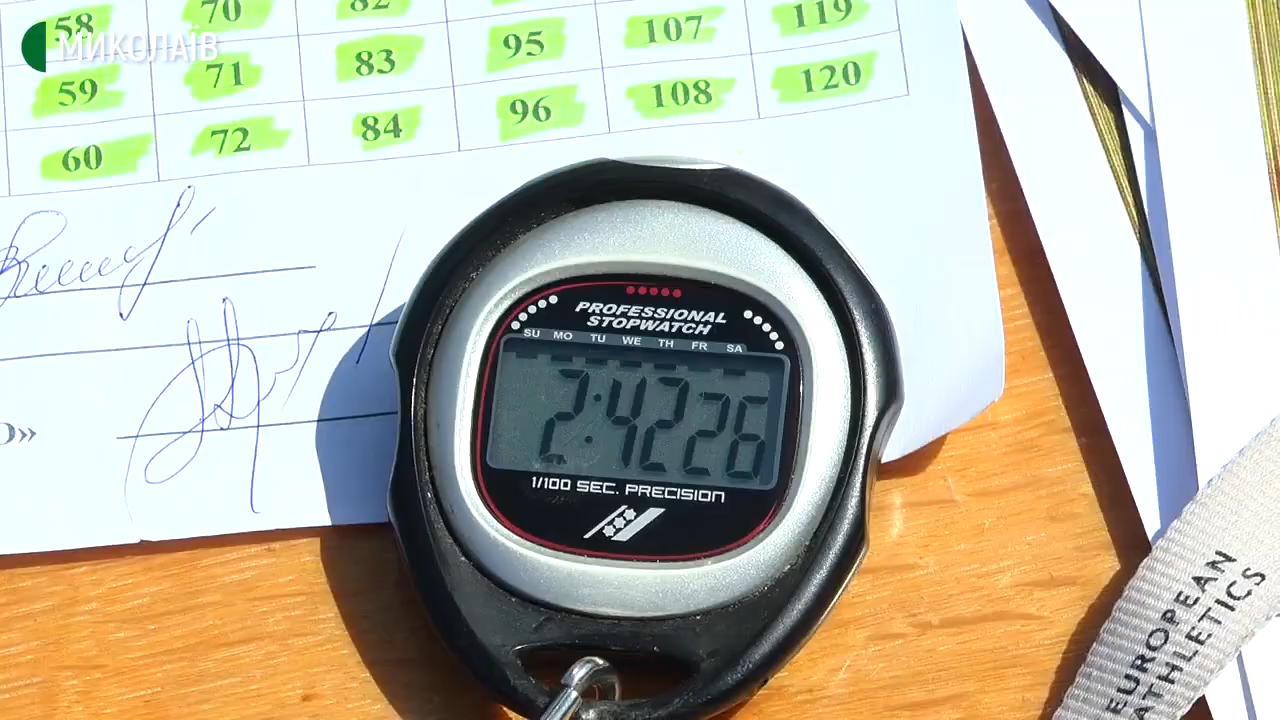 58 70 82 95 107 119
МИКОЛАЇВ
59 71 83 96 108 120
60 72 84
»
PROFESSIONAL
STOPWATCH
SU MO TU WE TH FR SA
2:42 26
1/100 SEC. PRECISION
EUROPEAN
ATHLETICS